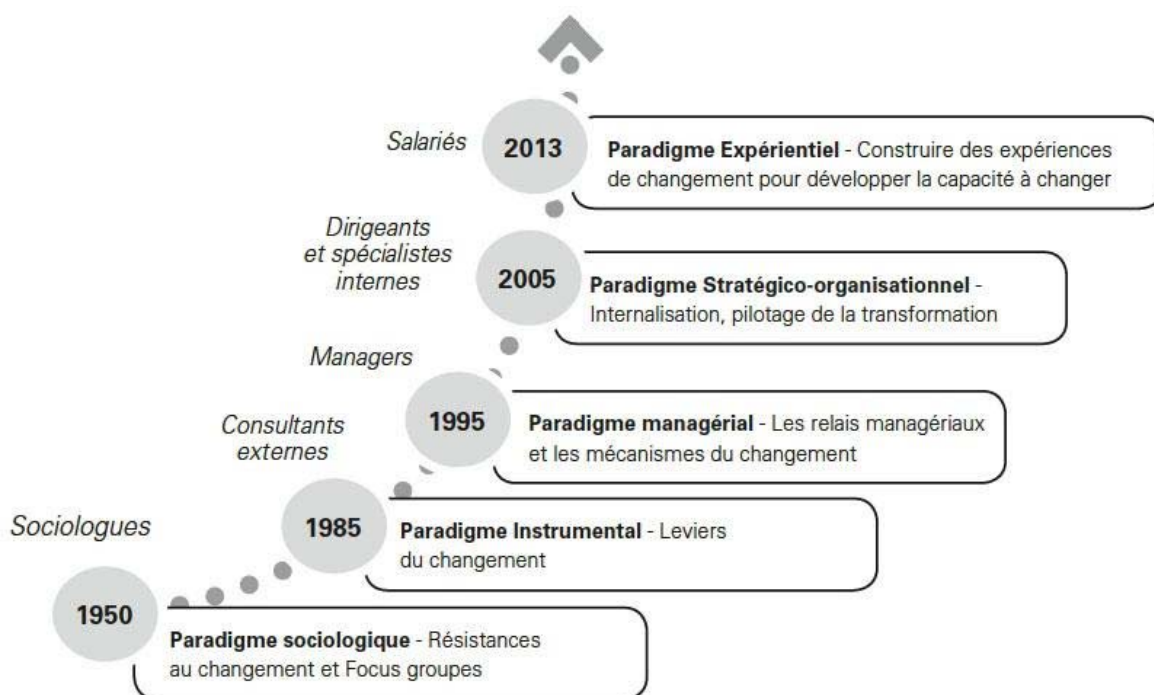 Salariés
2013
Paradigme Expérientiel - Construire des expériences
de changement pour développer la capacité à changer
Dirigeants
et spécialistes
internes
2005
Paradigme Stratégico-organisationnel -
Internalisation, pilotage de la transformation
Managers
1995
Paradigme managérial - Les relais managériaux
et les mécanismes du changement
Consultants
externes
1985
Paradigme Instrumental - Leviers
du changement
Sociologues
1950
Paradigme sociologique - Résistances
au changement et Focus groupes